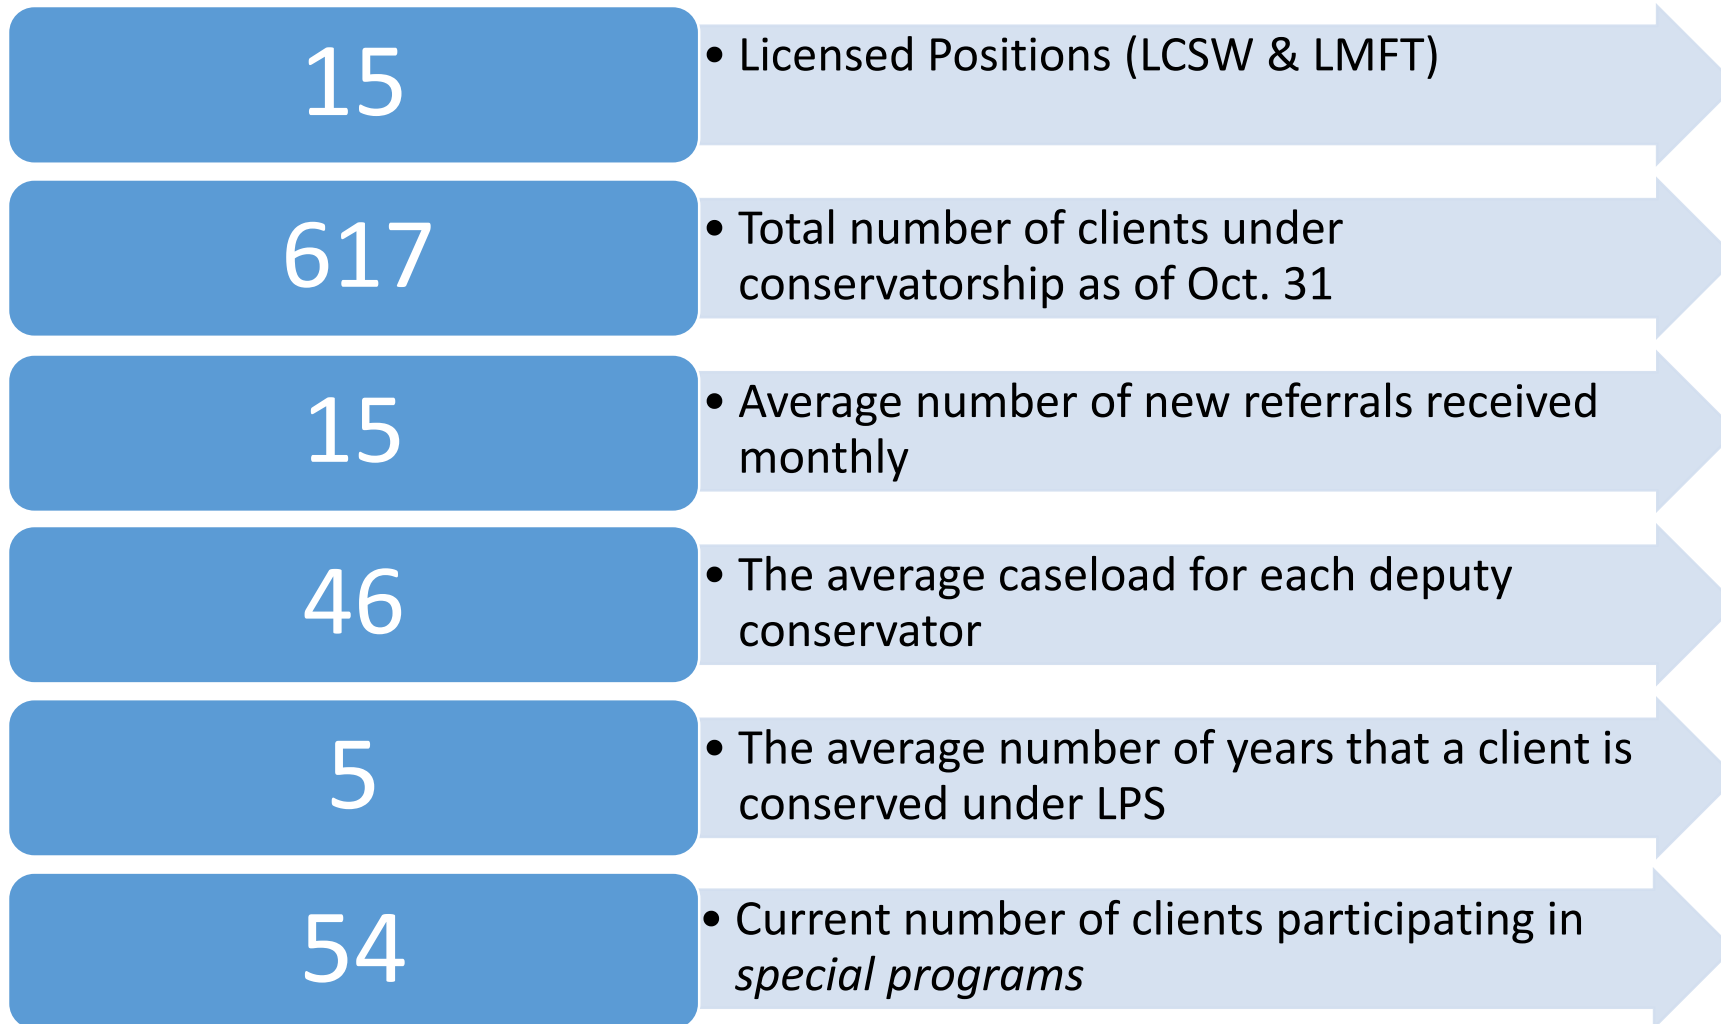 15
• Licensed Positions (LCSW & LMFT)
617
• Total number of clients under
conservatorship as of Oct. 31
15
• Average number of new referrals received
monthly
46
• The average caseload for each deputy
conservator
5
• The average number of years that a client is
conserved under LPS
54
• Current number of clients participating in
special programs